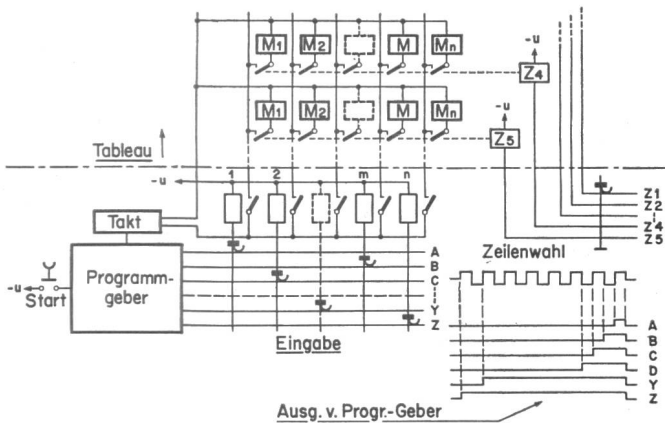 M1 M2 M Mn
-u
Z4
M1 M2 M Mn
-u
Z5
Tableau
-u 1 2 m n
Z1
Z2
Z4
Z5
Takt
Zeilenwahl
Programm-
geber
-u Start
A
B
C
Y
Z
Eingabe
A
B
C
D
Y
Z
Ausg. v. Progr.-Geber